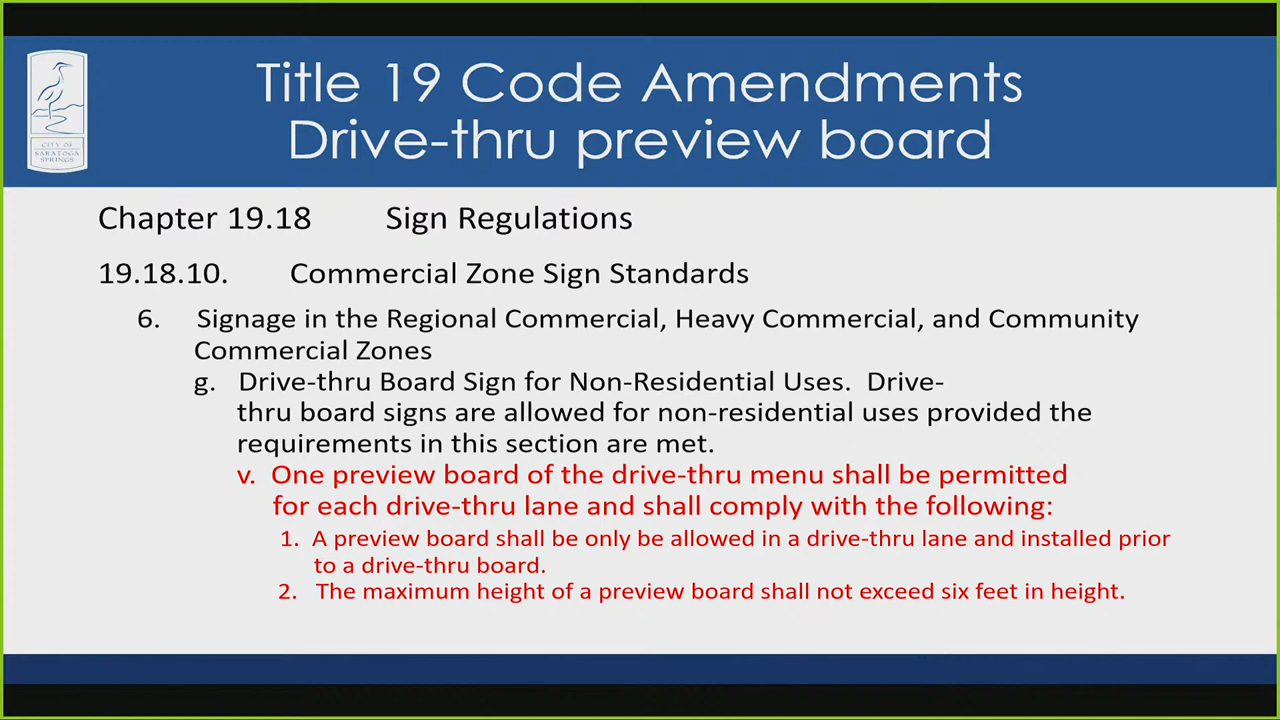 Title 19 Code Amendments
Drive-thru preview board
CITY OF
SARATOGA
SPRINGS
Chapter 19.18 Sign Regulations
19.18.10. Commercial Zone Sign Standards
6. Signage in the Regional Commercial, Heavy Commercial, and Community
Commercial Zones
g. Drive-thru Board Sign for Non-Residential Uses. Drive-
thru board signs are allowed for non-residential uses provided the
requirements in this section are met.
v. One preview board of the drive-thru menu shall be permitted
for each drive-thru lane and shall comply with the following:
1. A preview board shall be only be allowed in a drive-thru lane and installed prior
to a drive-thru board.
2. The maximum height of a preview board shall not exceed six feet in height.